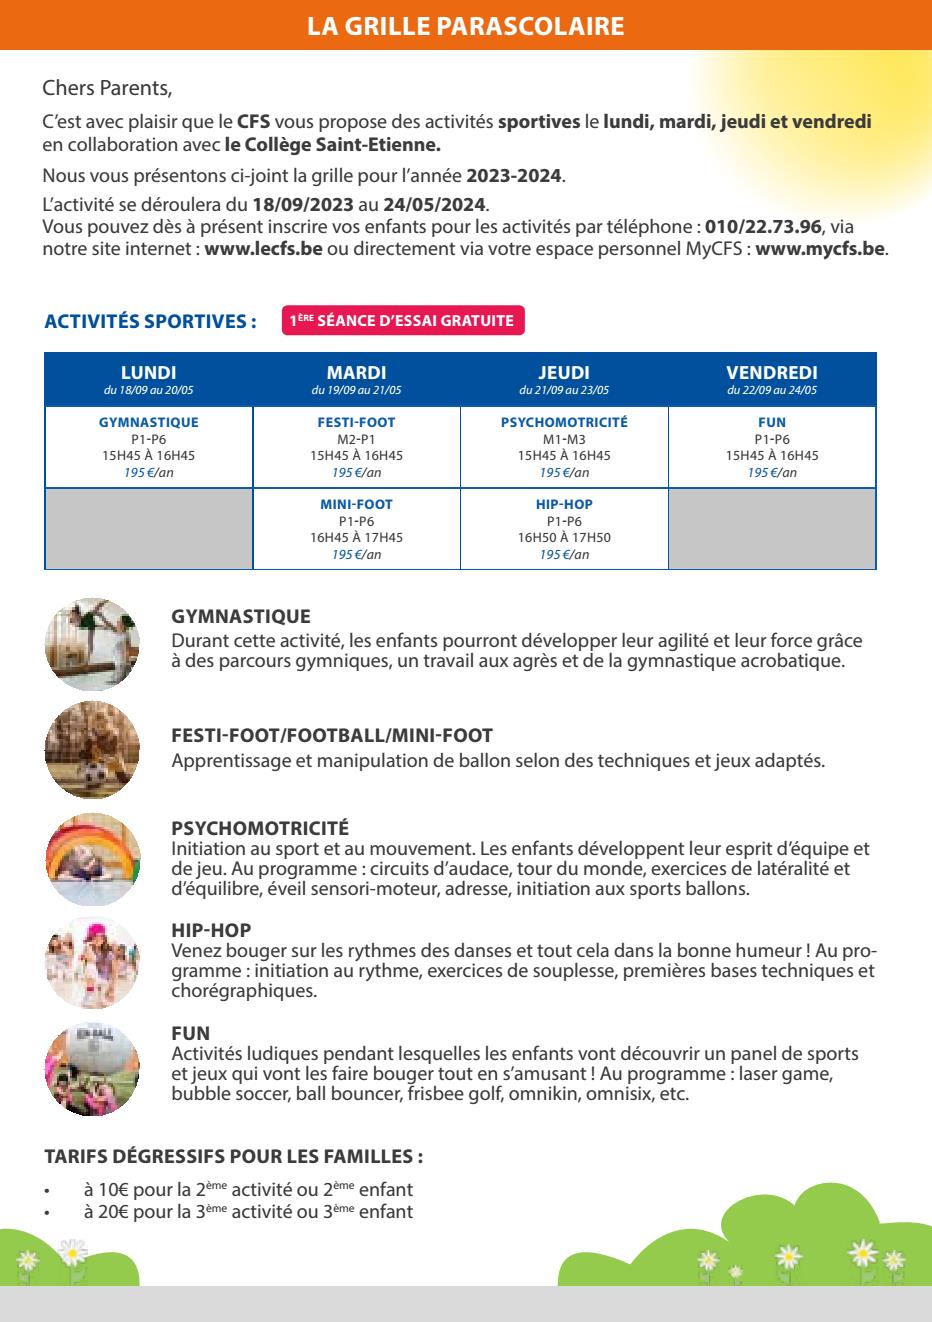 LA GRILLE PARASCOLAIRE
Chers Parents,
C'est avec plaisir que le CFS vous propose des activités sportives le lundi, mardi, jeudi et vendredi
en collaboration avec le Collège Saint-Etienne.
Nous vous présentons ci-joint la grille pour l'année 2023-2024.
L'activité se déroulera du 18/09/2023 au 24/05/2024.
Vous pouvez dès à présent inscrire vos enfants pour les activités par téléphone : 010/22.73.96, via
notre site internet : www.lecfs.be ou directement via votre espace personnel MyCFS : www.mycfs.be.
ACTIVITÉS SPORTIVES : 1ÈRE SÉANCE D'ESSAI GRATUITE
LUNDI MARDI JEUDI VENDREDI
du 18/09 au 20/05 du 19/09 au 21/05 du 21/09 au 23/05 du 22/09 au 24/05
GYMNASTIQUE FESTI-FOOT PSYCHOMOTRICITÉ FUN
P1-P6 M2-P1 M1-M3 P1-P6
15H45 À 16H45 15H45 À 16H45 15H45 À 16H45 15H45 À 16H45
195 €/an 195 €/an 195 €/an 195 €/an
MINI-FOOT HIP-HOP
P1-P6 P1-P6
16H45 À 17H45 16H50 À 17H50
195 €/an 195 €/an
GYMNASTIQUE
Durant cette activité, les enfants pourront développer leur agilité et leur force grâce
à des parcours gymniques, un travail aux agrès et de la gymnastique acrobatique.
FESTI-FOOT/FOOTBALL/MINI-FOOT
Apprentissage et manipulation de ballon selon des techniques et jeux adaptés.
PSYCHOMOTRICITÉ
Initiation au sport et au mouvement. Les enfants développent leur esprit d'équipe et
de jeu. Au programme : circuits d'audace, tour du monde, exercices de latéralité et
d'équilibre, éveil sensori-moteur, adresse, initiation aux sports ballons.
HIP-HOP
Venez bouger sur les rythmes des danses et tout cela dans la bonne humeur ! Au pro-
gramme : initiation au rythme, exercices de souplesse, premières bases techniques et
chorégraphiques.
FUN
Activités ludiques pendant lesquelles les enfants vont découvrir un panel de sports
et jeux qui vont les faire bouger tout en s'amusant ! Au programme : laser game,
bubble soccer, ball bouncer, frisbee golf, omnikin, omnisix, etc.
TARIFS DÉGRESSIFS POUR LES FAMILLES :
• à 10€ pour la 2ème activité ou 2ème enfant
• à 20€ pour la 3ème activité ou 3ème enfant